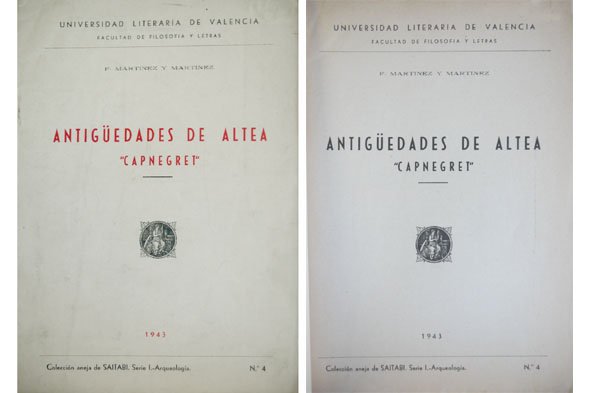 UNIVERSIDAD LITERARIA DE VALENCIA
FACULTAD DE FILOSOFIA Y LETRAS
F. MARTINEZ Y MARTINEZ
ANTIGÜEDADES DE ALTEA
"CAPNEGRET"
1943
Colección aneja de SAITABI. Serie I.-Arqueología. N.° 4
UNIVERSIDAD LITERARIA DE VALENCIA
FACULTAD DE FILOSOFIA Y LETRAS
F. MARTINEZ Y MARTINEZ
ANTIGÜEDADES DE ALTEA
"CAPNEGRET"
1943
Colección aneja de SAITABI. Serie I.-Arqueología. N.° 4